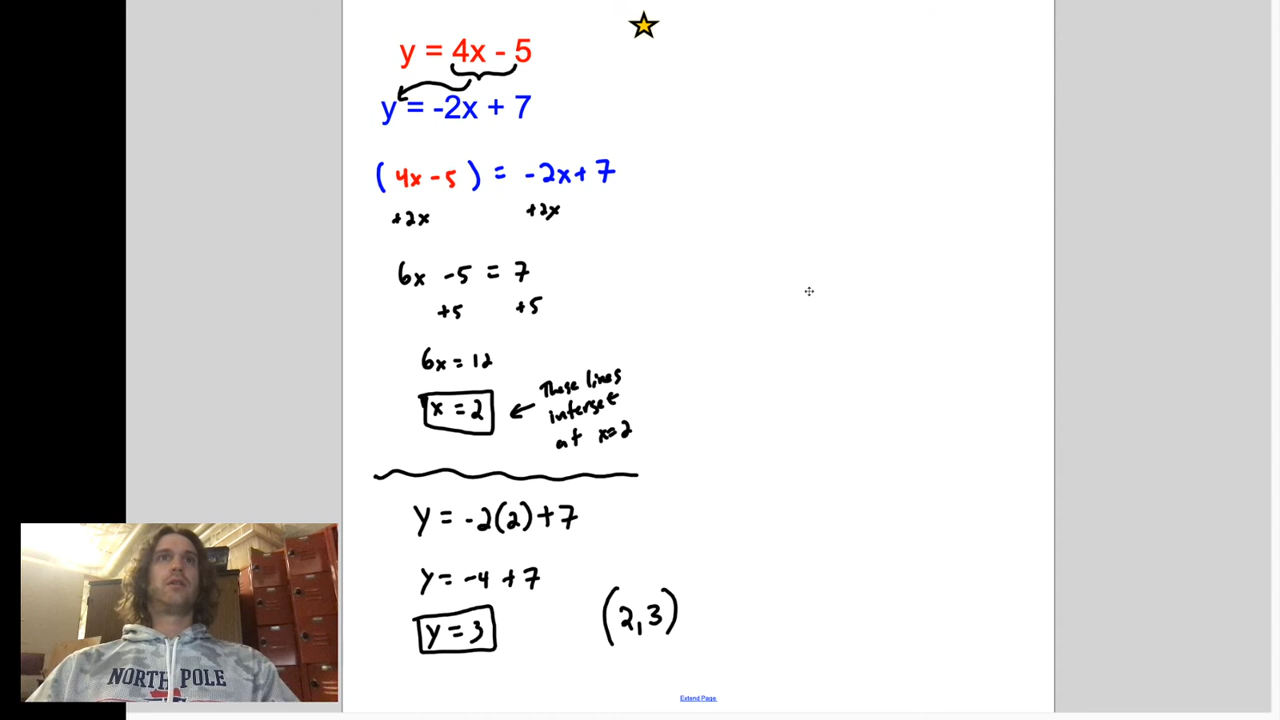 y = 4x - 5
y = -2x + 7
(4x - 5) = -2x + 7
+2x +2x
6x - 5 = 7
+5 +5
6x = 12
x = 2
These lines
interset
at x=2
y = -2(2) + 7
y = -4 + 7
y = 3
(2,3)
NORTH POLE
Extend Page